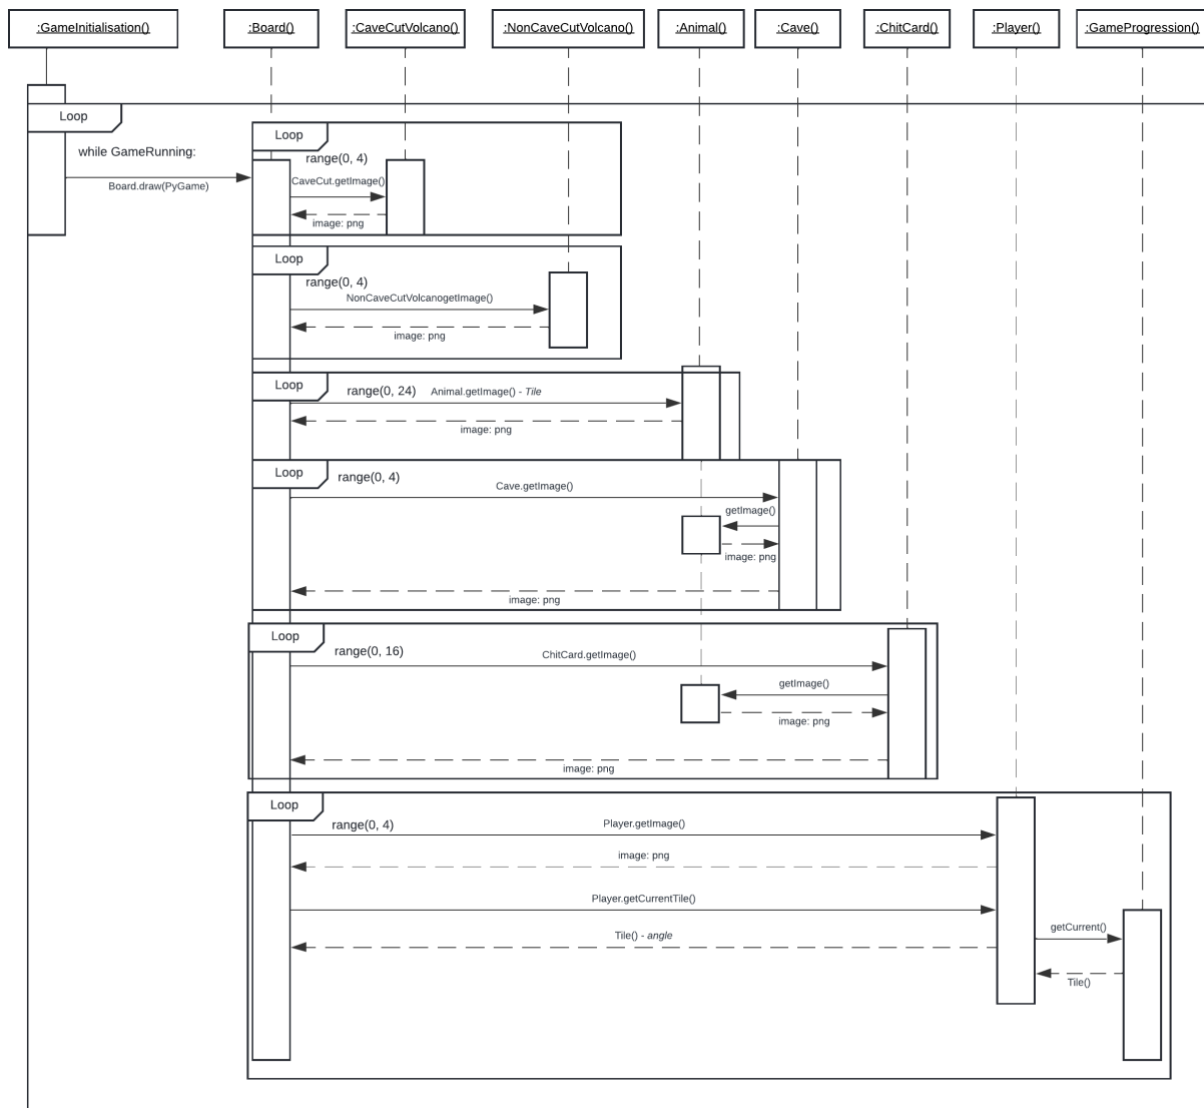 :GameInitialisation()
:Board()
:CaveCutVolcano()
:NonCaveCutVolcano()
:Animal()
:Cave()
:ChitCard()
:Player()
:GameProgression()
Loop
while GameRunning:
Board.draw(PyGame)
Loop
range(0, 4)
CaveCut.getImage()
image: png
Loop
range(0, 4)
NonCaveCutVolcanogetImage()
image: png
Loop
range(0, 24)
Animal.getImage() - Tile
image: png
Loop
range(0, 4)
Cave.getImage()
getImage()
image: png
image: png
Loop
range(0, 16)
ChitCard.getImage()
getImage()
image: png
image: png
Loop
range(0, 4)
Player.getImage()
image: png
Player.getCurrentTile()
getCurrent()
Tile() - angle
Tile()